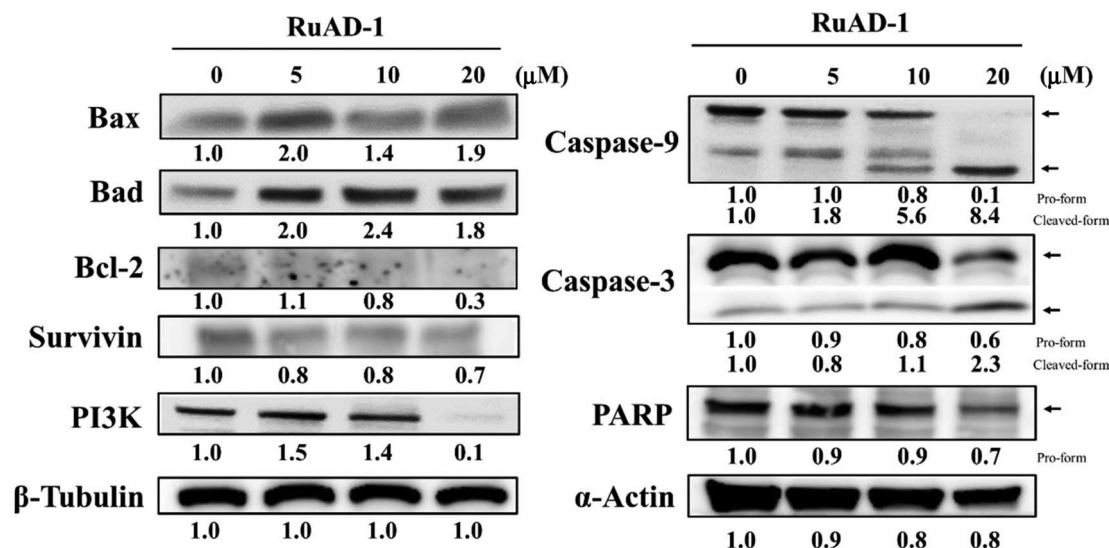 RuAD-1
0 5 10 20 (μM)
Bax
1.0 2.0 1.4 1.9
Bad
1.0 2.0 2.4 1.8
Bcl-2
1.0 1.1 0.8 0.3
Survivin
1.0 0.8 0.8 0.7
PI3K
1.0 1.5 1.4 0.1
β-Tubulin
1.0 1.0 1.0 1.0
RuAD-1
0 5 10 20 (μM)
Caspase-9
1.0 1.0 0.8 0.1 Pro-form
1.0 1.8 5.6 8.4 Cleaved-form
Caspase-3
1.0 0.9 0.8 0.6 Pro-form
1.0 0.8 1.1 2.3 Cleaved-form
PARP
1.0 0.9 0.9 0.7 Pro-form
α-Actin
1.0 0.9 0.8 0.8